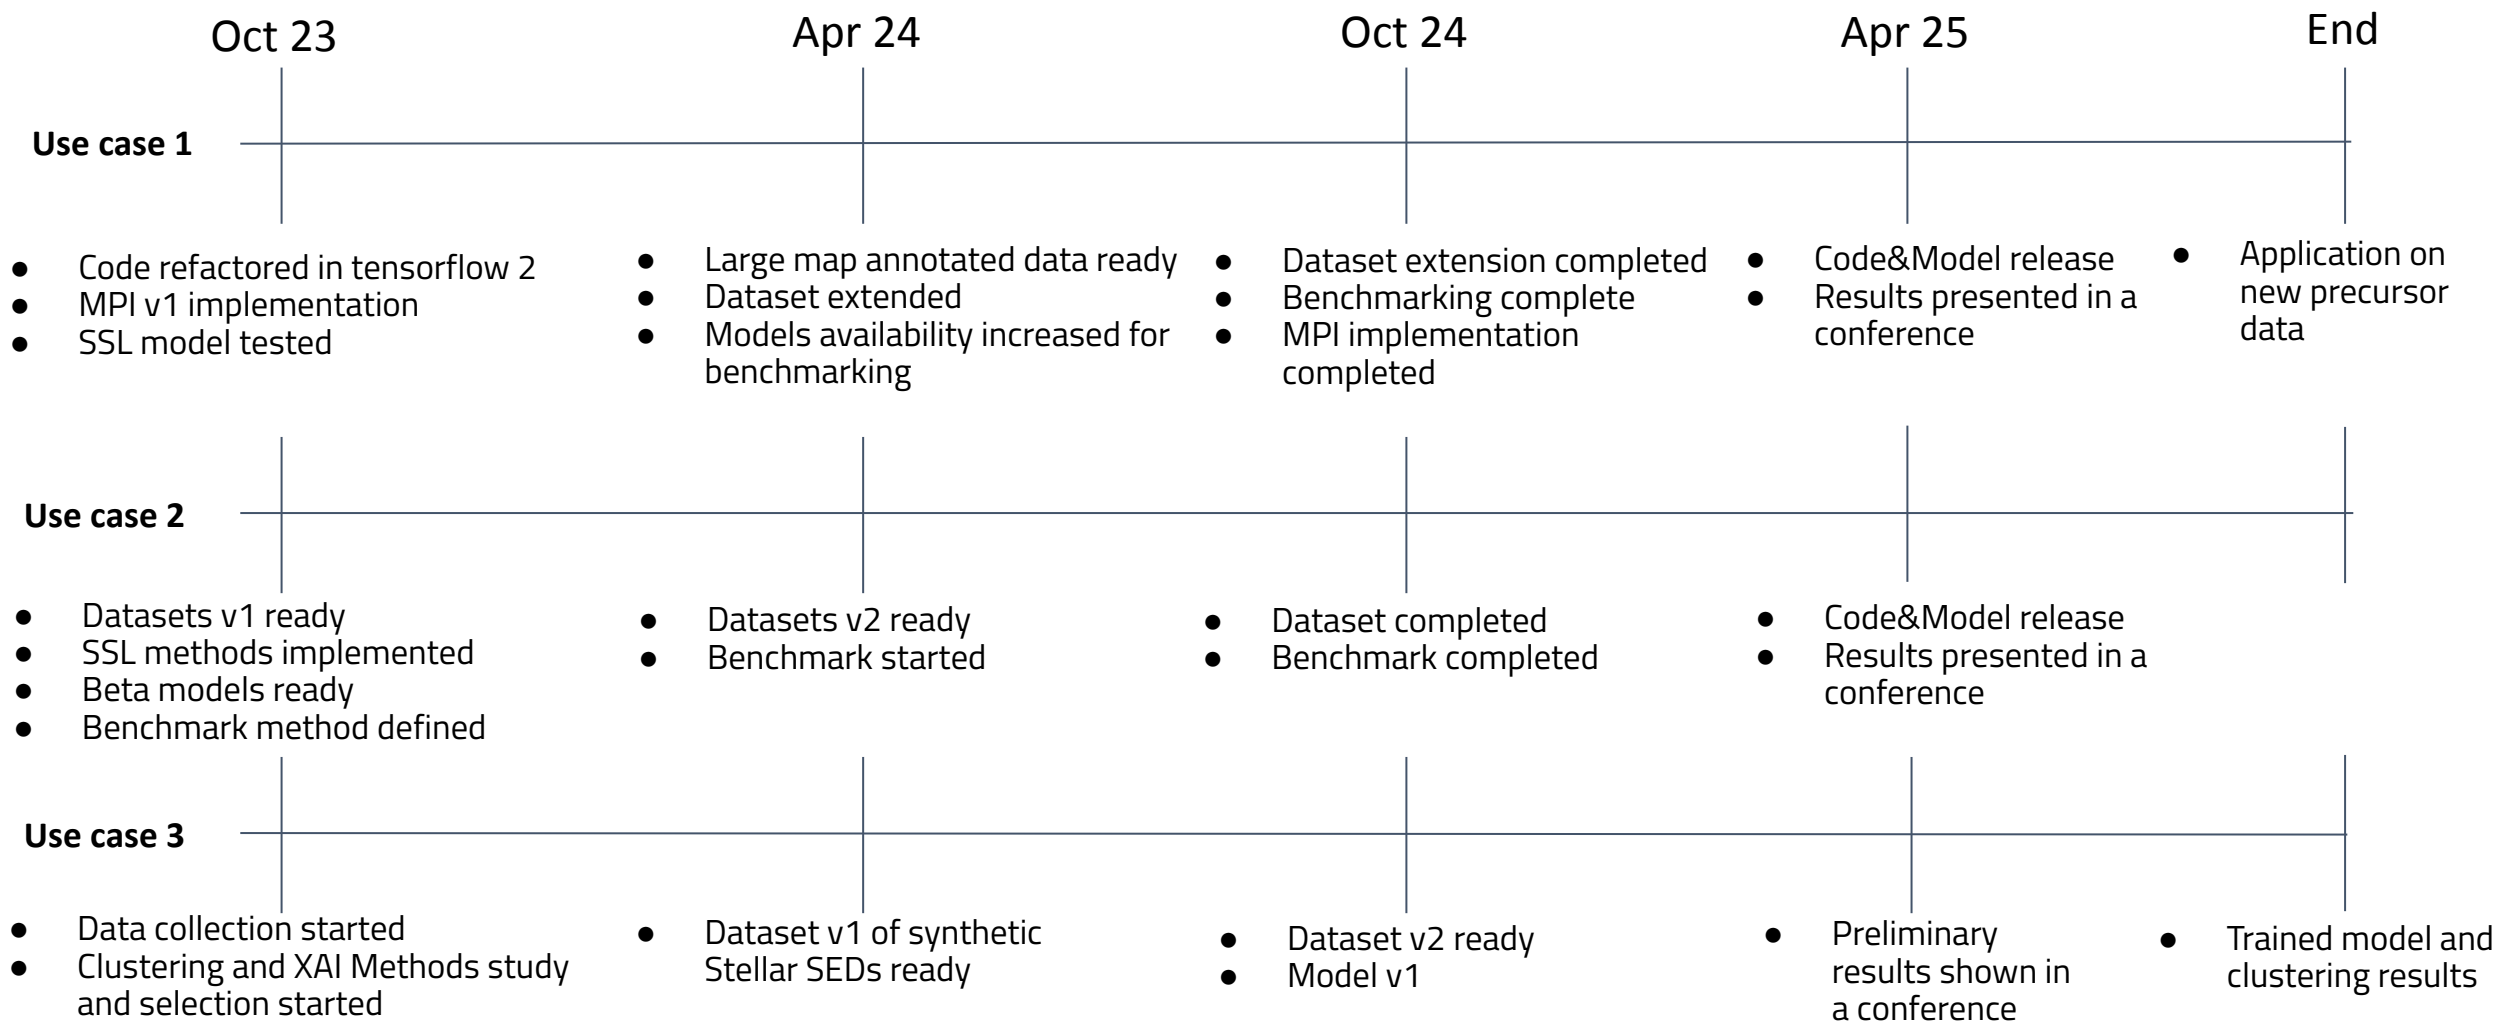 Oct 23
Apr 24
Oct 24
Apr 25
End
Use case 1
● Code refactored in tensorflow 2
● MPI v1 implementation
● SSL model tested
● Large map annotated data ready
● Dataset extended
● Models availability increased for
benchmarking
● Dataset extension completed
● Benchmarking complete
● MPI implementation
completed
● Code&Model release
● Results presented in a
conference
● Application on
new precursor
data
Use case 2
● Datasets v1 ready
● SSL methods implemented
● Beta models ready
● Benchmark method defined
● Datasets v2 ready
● Benchmark started
● Dataset completed
● Benchmark completed
● Code&Model release
● Results presented in a
conference
Use case 3
● Data collection started
● Clustering and XAI Methods study
and selection started
● Dataset v1 of synthetic
Stellar SEDs ready
● Dataset v2 ready
● Model v1
● Preliminary
results shown in
a conference
● Trained model and
clustering results